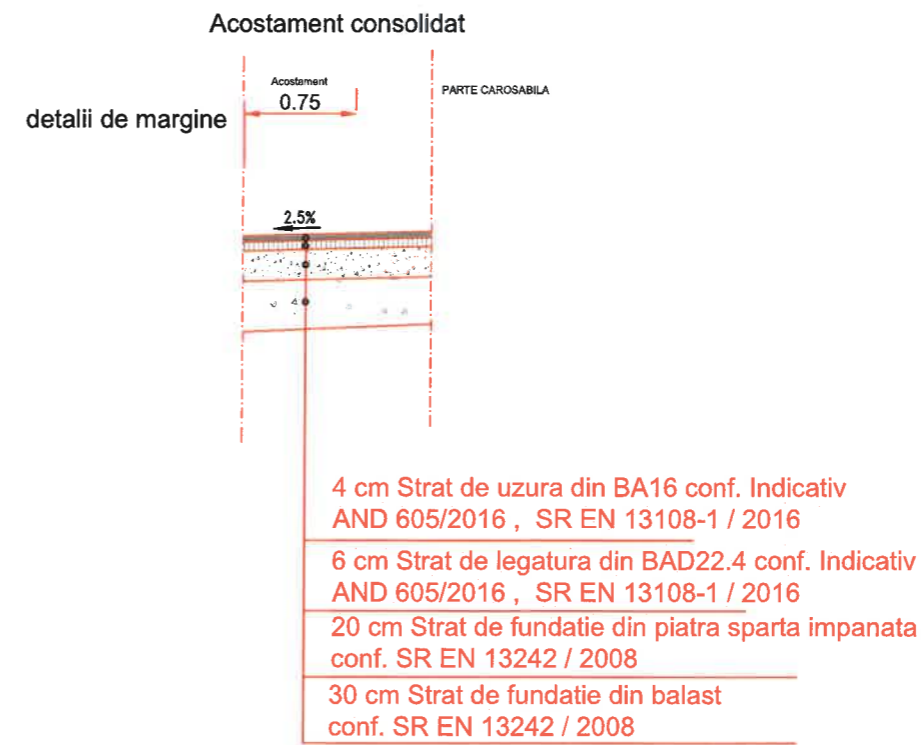 Acostament consolidat
Acostament
0.75
PARTE CAROSABILA
detalii de margine
2.5%
4 cm Strat de uzura din BA16 conf. Indicativ
AND 605/2016 , SR EN 13108-1 / 2016
6 cm Strat de legatura din BAD22.4 conf. Indicativ
AND 605/2016 , SR EN 13108-1 / 2016
20 cm Strat de fundatie din piatra sparta impanata
conf. SR EN 13242 / 2008
30 cm Strat de fundatie din balast
conf. SR EN 13242 / 2008